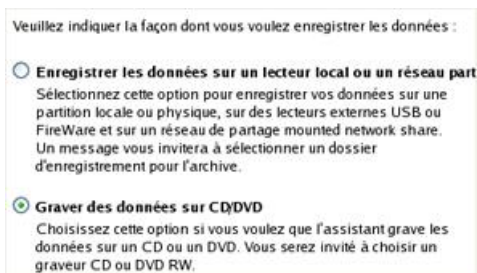 Veuillez indiquer la façon dont vous voulez enregistrer les données :
Enregistrer les données sur un lecteur local ou un réseau part
Sélectionnez cette option pour enregistrer vos données sur une
partition locale ou physique, sur des lecteurs externes USB ou
FireWare et sur un réseau de partage mounted network share.
Un message vous invitera à sélectionner un dossier
d'enregistrement pour l'archive.
Graver des données sur CD/DVD
Choisissez cette option si vous voulez que l'assistant grave les
données sur un CD ou un DVD. Vous serez invité à choisir un
graveur CD ou DVD RW.